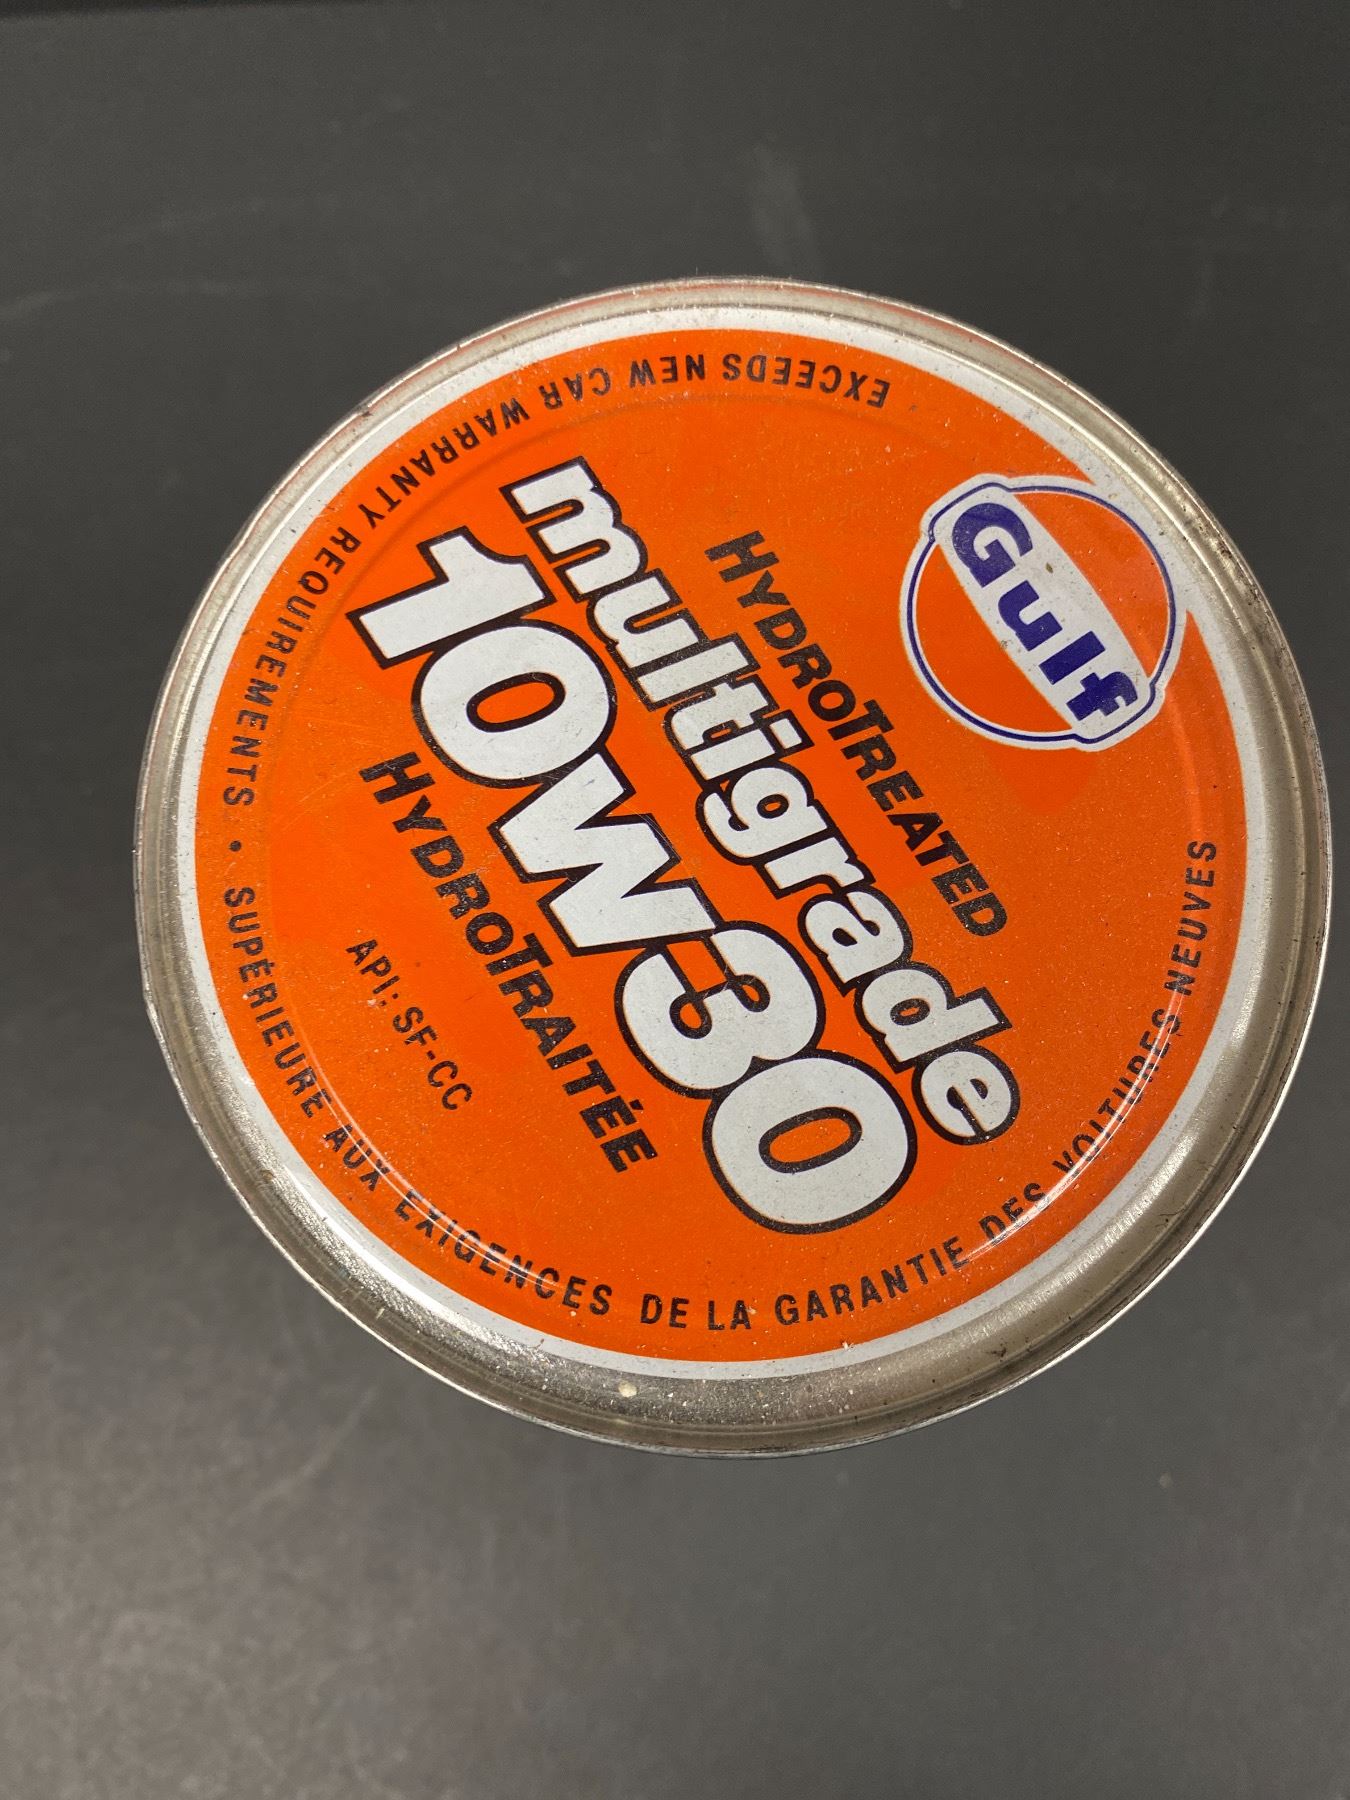 Gulf
HYDROTREATED
multigrade
10W30
HYDROTRAITÉE
API: SF-CC
EXCEEDS NEW CAR WARRANTY REQUIREMENTS. • SUPÉRIEURE AUX EXIGENCES DE LA GARANTIE DES VOITURES NEUVES